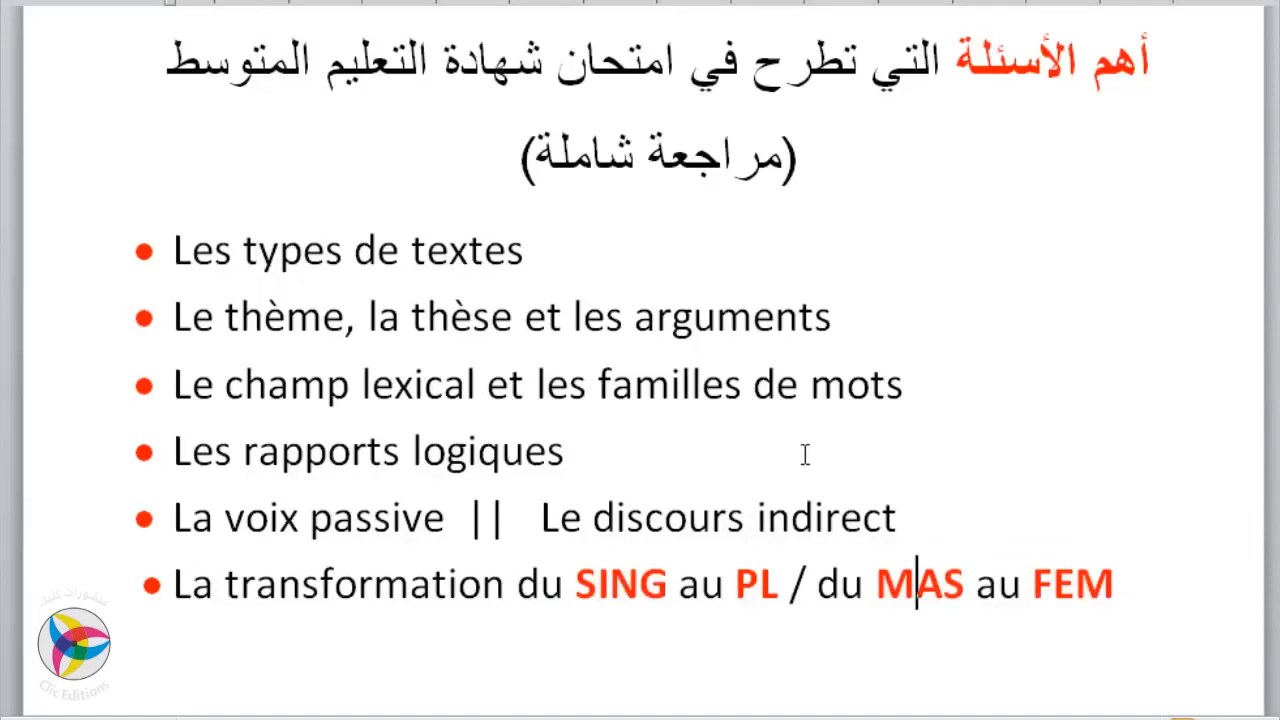 أهم الأسئلة التي تطرح في امتحان شهادة التعليم المتوسط
(مراجعة شاملة)
• Les types de textes
• Le thème, la thèse et les arguments
• Le champ lexical et les familles de mots
• Les rapports logiques
• La voix passive || Le discours indirect
• La transformation du SING au PL / du MAS au FEM
منشورات كليك
Clic Editions